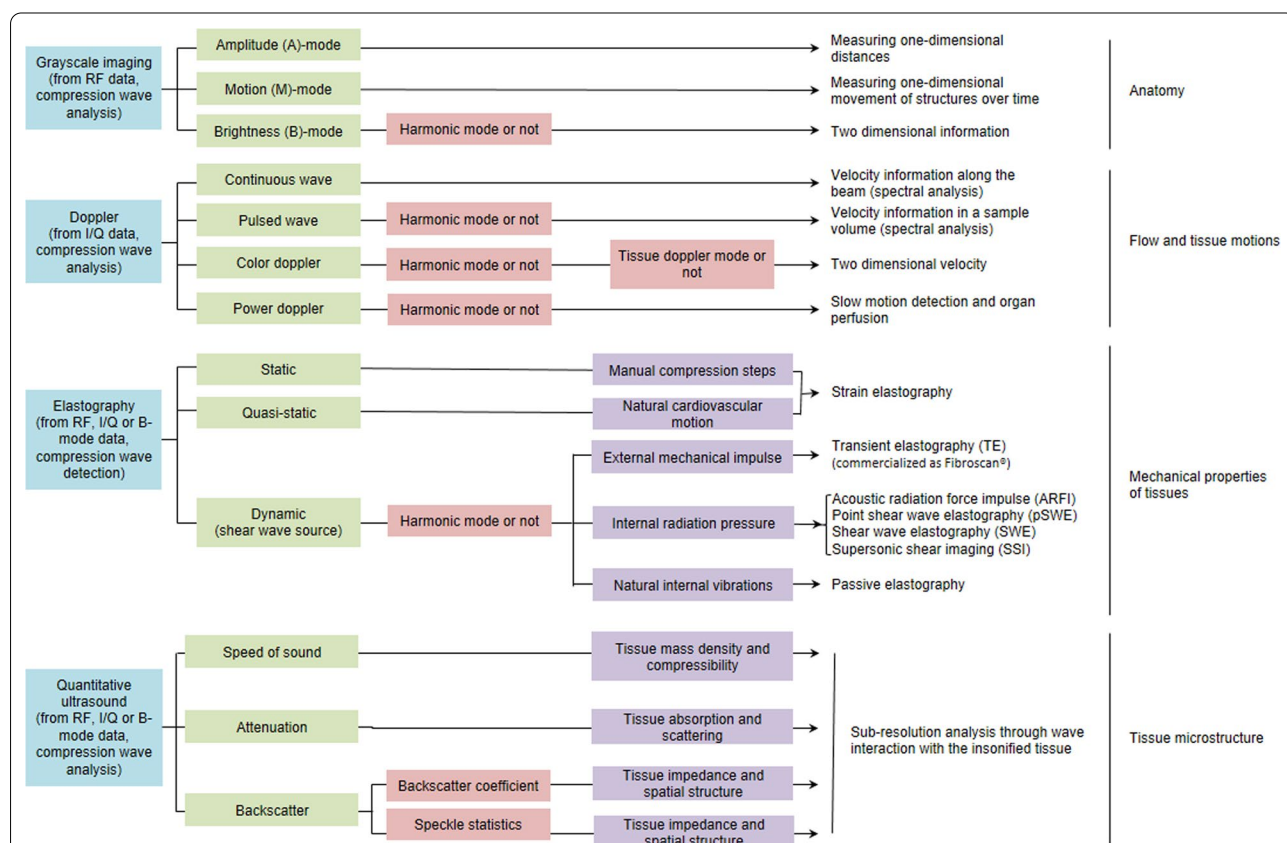 Grayscale imaging
(from RF data,
compression wave
analysis)
Amplitude (A)-mode
Measuring one-dimensional
distances
Motion (M)-mode
Measuring one-dimensional
movement of structures over time
Brightness (B)-mode
Harmonic mode or not
Two dimensional information
Anatomy
Doppler
(from I/Q data,
compression wave
analysis)
Continuous wave
Velocity information along the
beam (spectral analysis)
Pulsed wave
Harmonic mode or not
Velocity information in a sample
volume (spectral analysis)
Color doppler
Harmonic mode or not
Tissue doppler mode or
not
Two dimensional velocity
Power doppler
Harmonic mode or not
Slow motion detection and organ
perfusion
Flow and tissue motions
Elastography
(from RF, I/Q or B-
mode data,
compression wave
detection)
Static
Manual compression steps
Quasi-static
Natural cardiovascular
motion
Strain elastography
Dynamic
(shear wave source)
Harmonic mode or not
External mechanical impulse
Transient elastography (TE)
(commercialized as Fibroscan®)
Internal radiation pressure
Acoustic radiation force impulse (ARFI)
Point shear wave elastography (pSWE)
Shear wave elastography (SWE)
Supersonic shear imaging (SSI)
Natural internal vibrations
Passive elastography
Mechanical properties
of tissues
Quantitative
ultrasound
(from RF, I/Q or B-
mode data,
compression wave
analysis)
Speed of sound
Tissue mass density and
compressibility
Attenuation
Tissue absorption and
scattering
Backscatter
Backscatter coefficient
Tissue impedance and
spatial structure
Speckle statistics
Tissue impedance and
spatial structure
Sub-resolution analysis through wave
interaction with the insonified tissue
Tissue microstructure